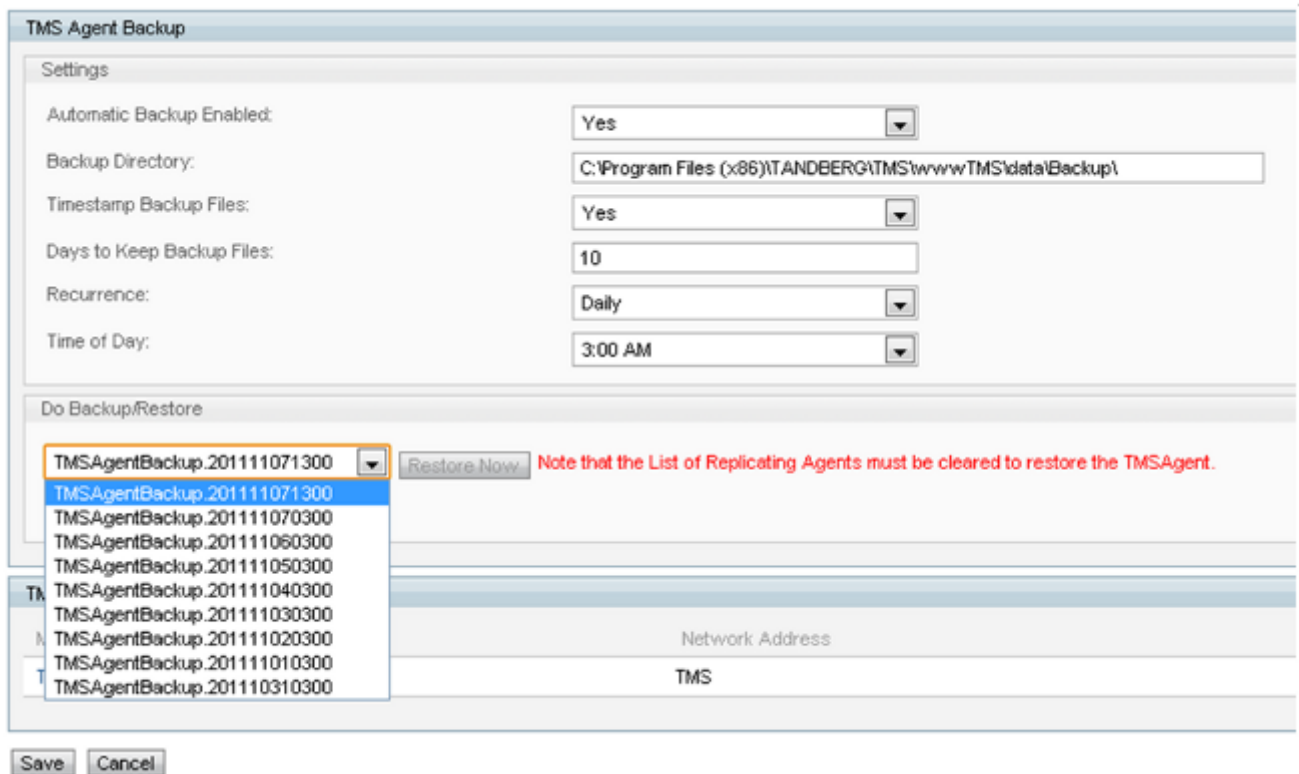 TMS Agent Backup
Settings
Automatic Backup Enabled: Yes
Backup Directory: C:\Program Files (x86)\TANDBERG\TMS\wwwTMS\data\Backup\
Timestamp Backup Files: Yes
Days to Keep Backup Files: 10
Recurrence: Daily
Time of Day: 3:00 AM
Do Backup/Restore
TMSAgentBackup.201111071300 Restore Now Note that the List of Replicating Agents must be cleared to restore the TMSAgent.
TMSAgentBackup.201111071300
TMSAgentBackup.201111070300
TMSAgentBackup.201111060300
TMSAgentBackup.201111050300
TMSAgentBackup.201111040300
TMSAgentBackup.201111030300
TMSAgentBackup.201111020300
Network Address
TMSAgentBackup.201111010300
TMS
TMSAgentBackup.201110310300
Save Cancel